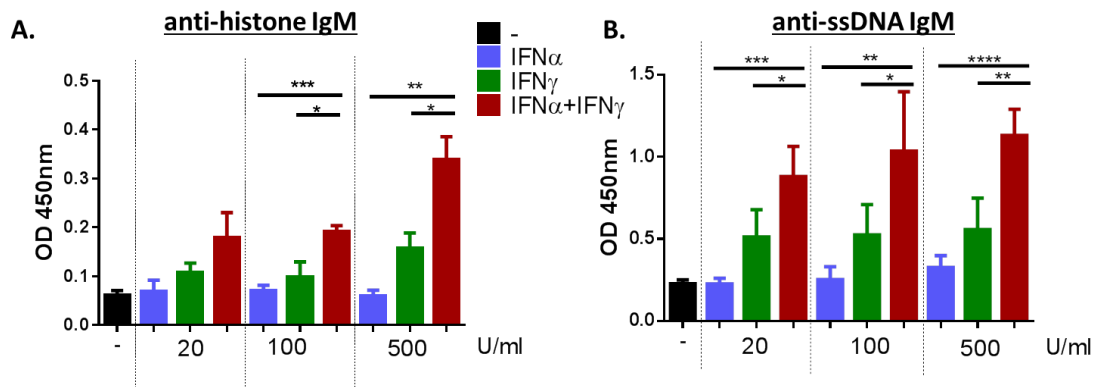 A.
anti-histone IgM
-
IFNα
IFNγ
IFNα+IFNγ
OD 450nm
0.5
0.4
0.3
0.2
0.1
0.0
***
*
**
*
-
20
100
500
U/ml
B.
anti-ssDNA IgM
OD 450nm
1.5
1.0
0.5
0.0
***
*
**
*
****
**
-
20
100
500
U/ml